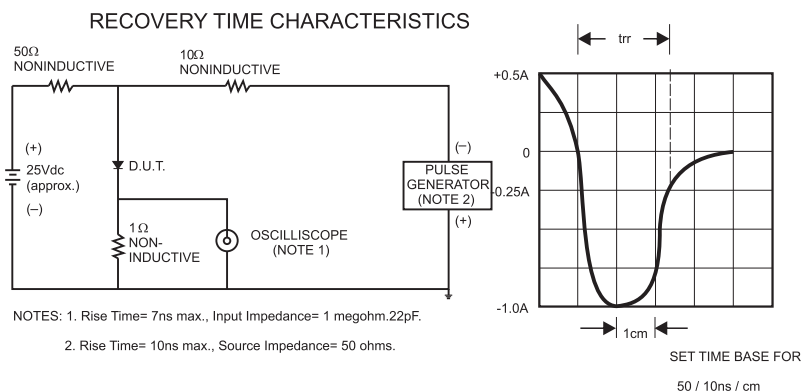 RECOVERY TIME CHARACTERISTICS
50Ω
NONINDUCTIVE
10Ω
NONINDUCTIVE
(+)
25Vdc
(approx.)
(–)
D.U.T.
1Ω
NON-
INDUCTIVE
OSCILLISCOPE
(NOTE 1)
(–)
PULSE
GENERATOR
(NOTE 2)
(+)
trr
+0.5A
0
-0.25A
-1.0A
1cm
SET TIME BASE FOR
50 / 10ns / cm
NOTES: 1. Rise Time= 7ns max., Input Impedance= 1 megohm.22pF.
2. Rise Time= 10ns max., Source Impedance= 50 ohms.